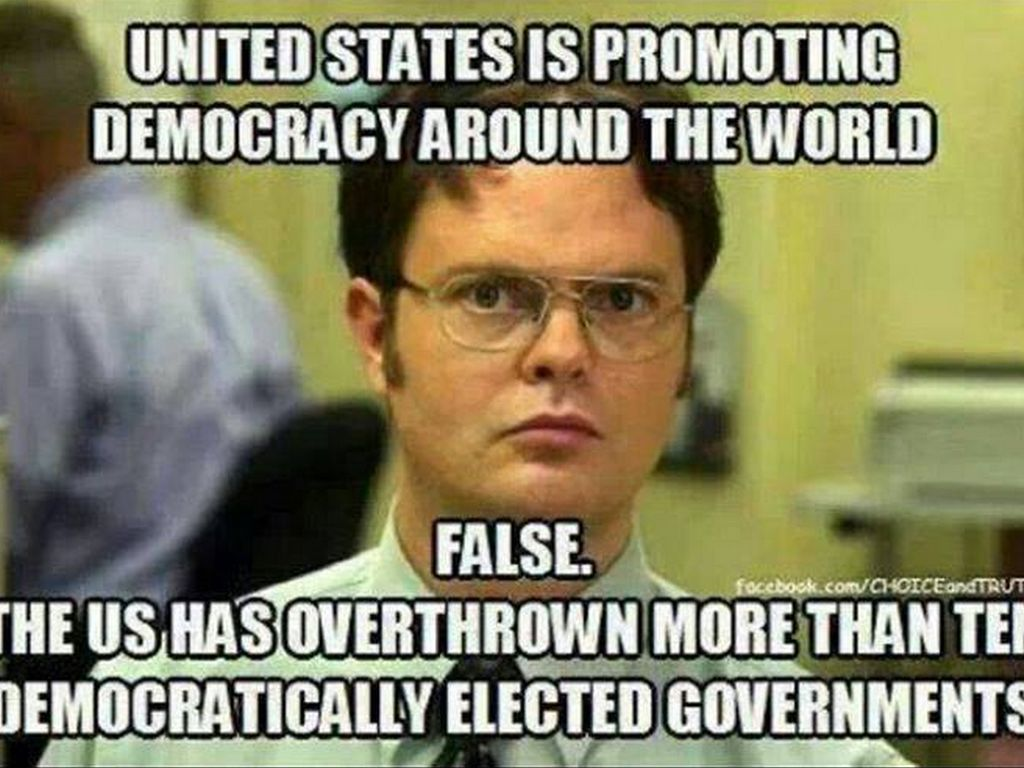 UNITED STATES IS PROMOTING
DEMOCRACY AROUND THE WORLD
FALSE.
facebook.com/CHOICEandTRUT
THE US HAS OVERTHROWN MORE THAN TE
DEMOCRATICALLY ELECTED GOVERNMENTS